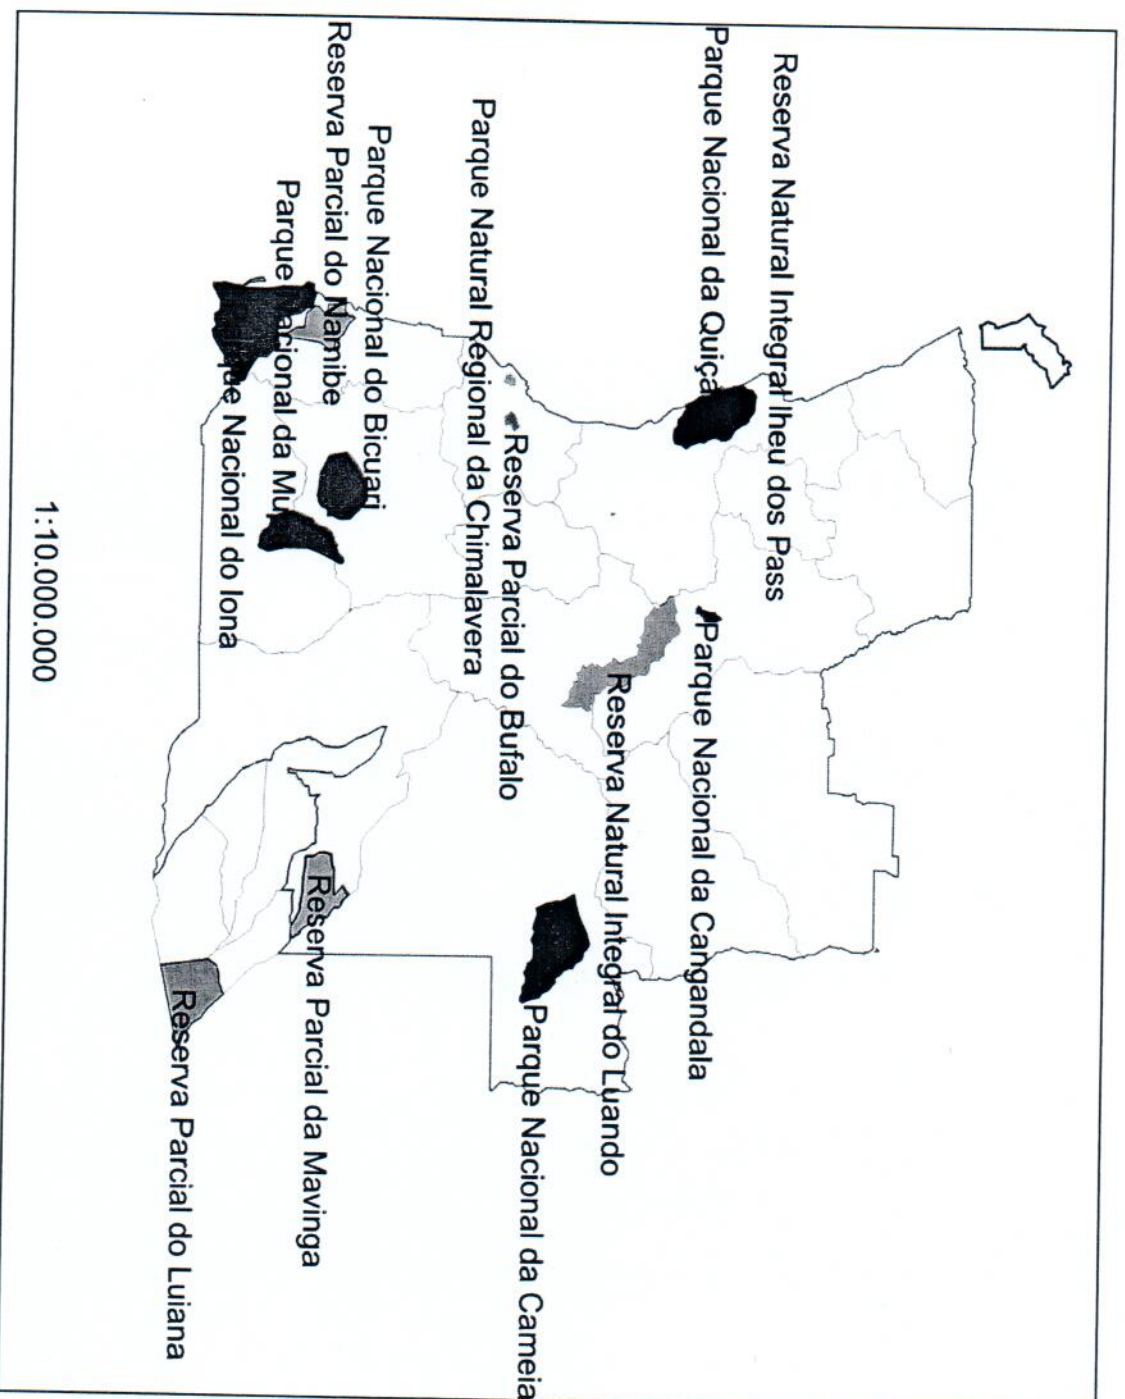 Reserva Natural Integral Ilheu dos Pass
Parque Nacional da Quiça
Parque Nacional da Cangandala
Reserva Natural Integral do Luando
Parque Nacional da Cameia
Reserva Parcial do Bufalo
Parque Natural Regional da Chimalavera
Parque Nacional do Bicuari
Reserva Parcial do Namibe
Reserva Parcial da Mavinga
Parque Nacional da Mu
que Nacional do Iona
Reserva Parcial do Luiana
1:10.000.000